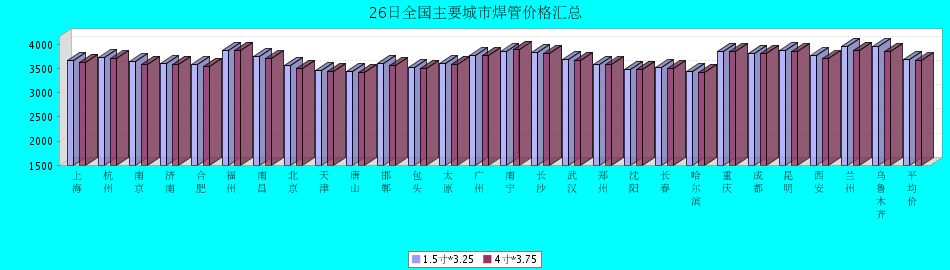 26日全国主要城市焊管价格汇总
4000
3500
3000
2500
2000
1500
上海 杭州 南京 济南 合肥 福州 南昌 北京 天津 唐山 邯郸 包头 太原 广州 南宁 长沙 武汉 郑州 沈阳 长春 哈尔滨 重庆 成都 昆明 西安 兰州 乌鲁木齐 平均价
1.5寸*3.25 4寸*3.75